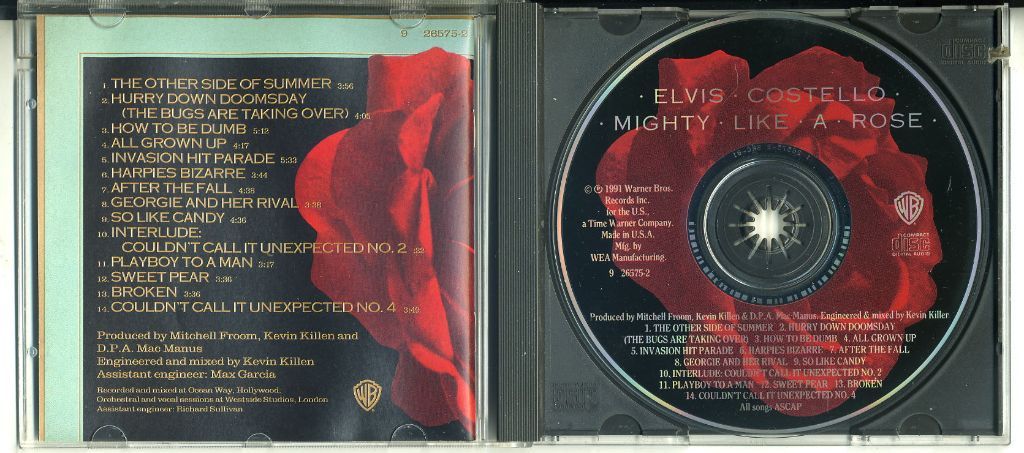 9 26575-2
1. THE OTHER SIDE OF SUMMER 3:56
2. HURRY DOWN DOOMSDAY
(THE BUGS ARE TAKING OVER) 4:05
3. HOW TO BE DUMB 5:12
4. ALL GROWN UP 4:17
5. INVASION HIT PARADE 5:33
6. HARPIES BIZARRE 3:44
7. AFTER THE FALL 4:38
8. GEORGIE AND HER RIVAL 3:38
9. SO LIKE CANDY 4:36
10. INTERLUDE:
COULDN'T CALL IT UNEXPECTED NO. 2 :22
11. PLAYBOY TO A MAN 3:17
12. SWEET PEAR 3:36
13. BROKEN 3:36
14. COULDN'T CALL IT UNEXPECTED NO. 4 3:49
Produced by Mitchell Froom, Kevin Killen and
D.P.A. Mac Manus
Engineered and mixed by Kevin Killen
Assistant engineer: Max Garcia
Recorded and mixed at Ocean Way, Hollywood,
Orchestral and vocal sessions at Westside Studios, London
Assistant engineer: Richard Sullivan
WB
COMPACT
disc
DIGITAL AUDIO
· ELVIS · COSTELLO ·
· MIGHTY · LIKE · A · ROSE ·
©℗ 1991 Warner Bros.
Records Inc.
for the U.S.,
a Time Warner Company.
Made in U.S.A.
Mfg. by
WEA Manufacturing.
9 26575-2
WB
COMPACT
disc
DIGITAL AUDIO
Produced by Mitchell Froom, Kevin Killen & D.P.A. Mac Manus. Engineered & mixed by Kevin Killen
1. THE OTHER SIDE OF SUMMER 2. HURRY DOWN DOOMSDAY
(THE BUGS ARE TAKING OVER) 3. HOW TO BE DUMB 4. ALL GROWN UP
5. INVASION HIT PARADE 6. HARPIES BIZARRE 7. AFTER THE FALL
8. GEORGIE AND HER RIVAL 9. SO LIKE CANDY
10. INTERLUDE: COULDN'T CALL IT UNEXPECTED NO. 2
11. PLAYBOY TO A MAN 12. SWEET PEAR 13. BROKEN
14. COULDN'T CALL IT UNEXPECTED NO. 4
All songs ASCAP